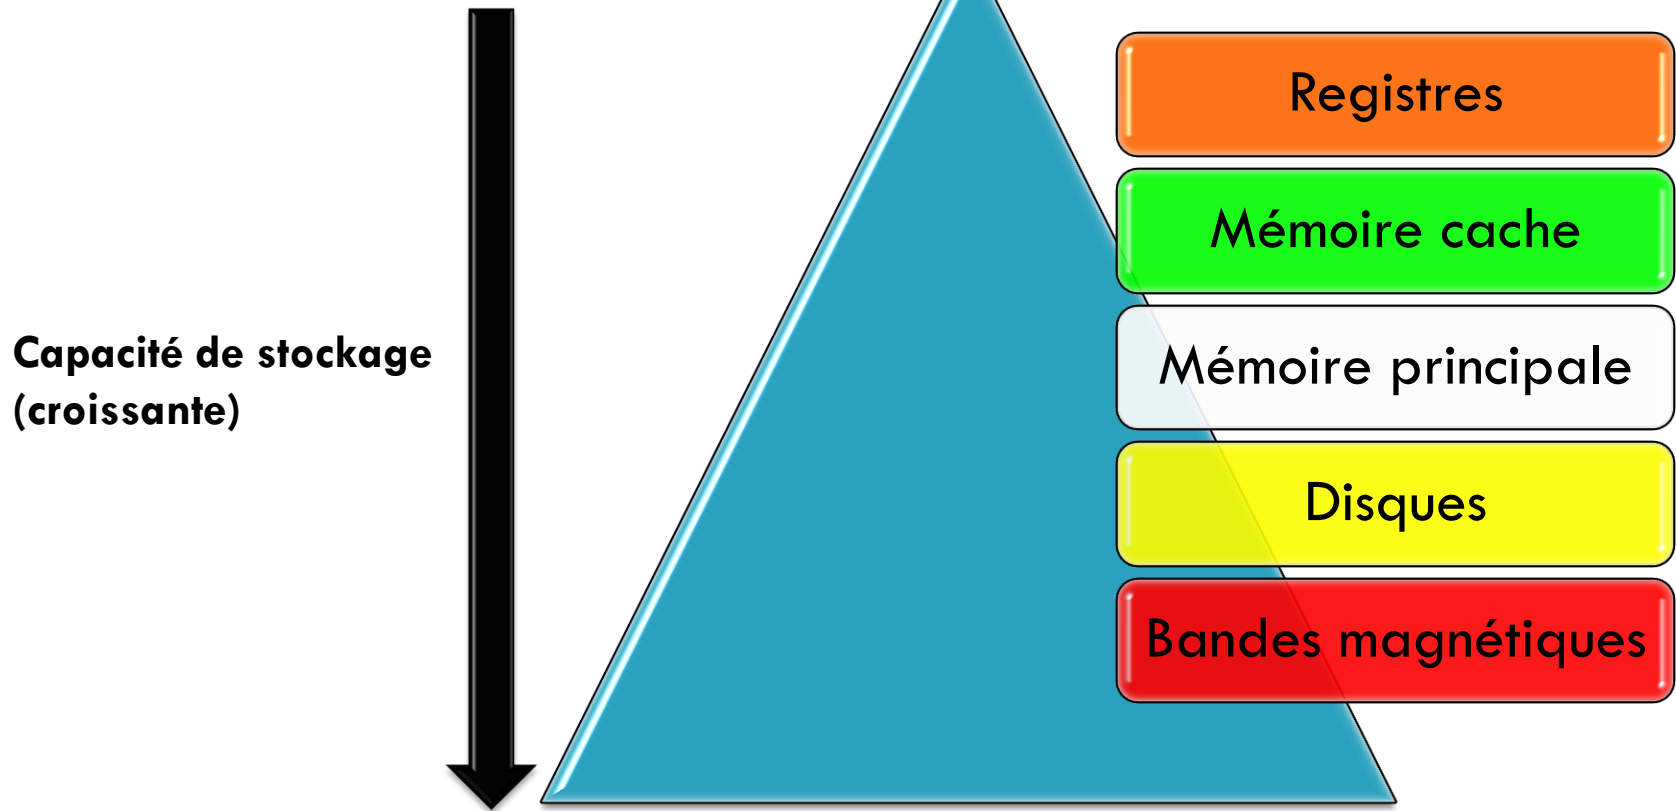 Registres
Mémoire cache
Capacité de stockage
(croissante)
Mémoire principale
Disques
Bandes magnétiques